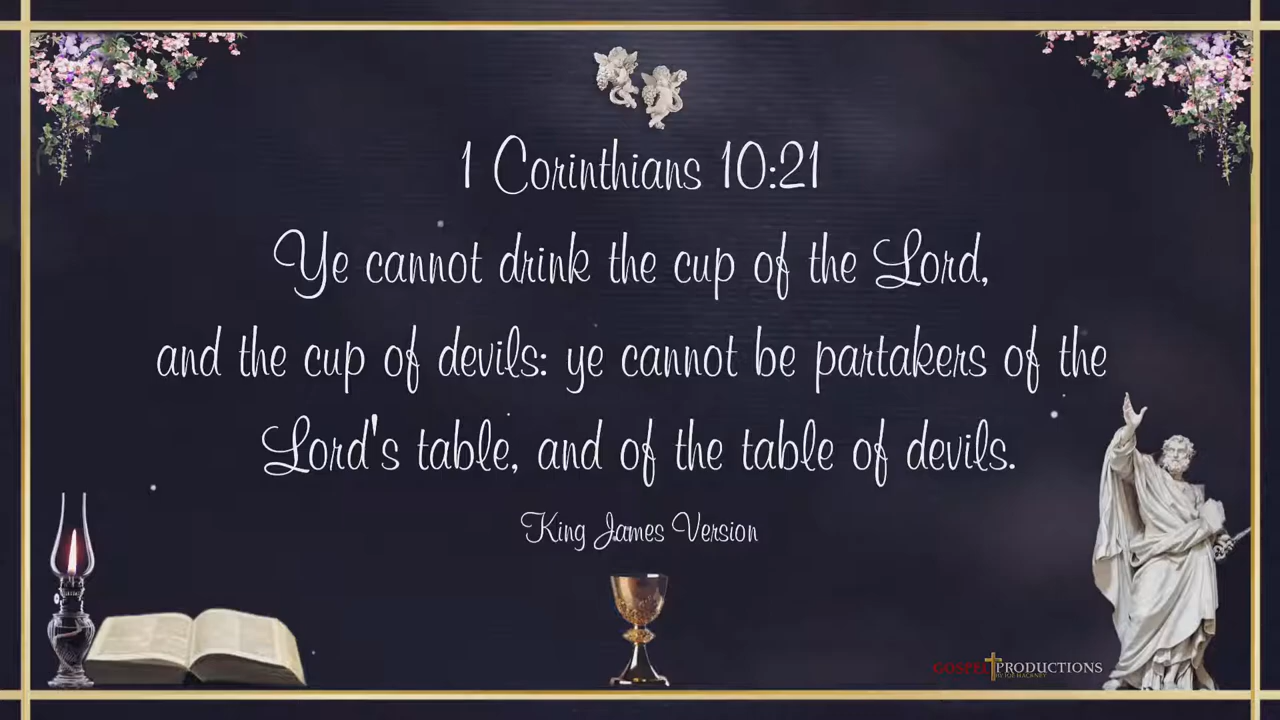 1 Corinthians 10:21
Ye cannot drink the cup of the Lord,
and the cup of devils: ye cannot be partakers of the
Lord's table, and of the table of devils.
King James Version
GOSPEL PRODUCTIONS